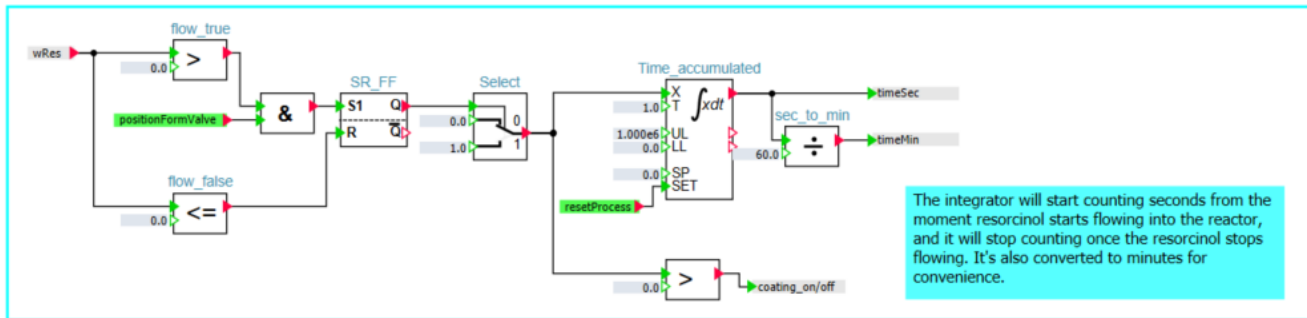 flow_true
wRes
>
0.0
SR_FF
Select
Time_accumulated
S1
Q
0
X
∫xdt
timeSec
1.0
T
positionFormValve
&
0.0
sec_to_min
R
Q̅
1
1.000e6
UL
÷
timeMin
1.0
0.0
LL
60.0
flow_false
0.0
SP
SET
<=
resetProcess
0.0
The integrator will start counting seconds from the
moment resorcinol starts flowing into the reactor,
and it will stop counting once the resorcinol stops
flowing. It's also converted to minutes for
convenience.
>
0.0
coating_on/off